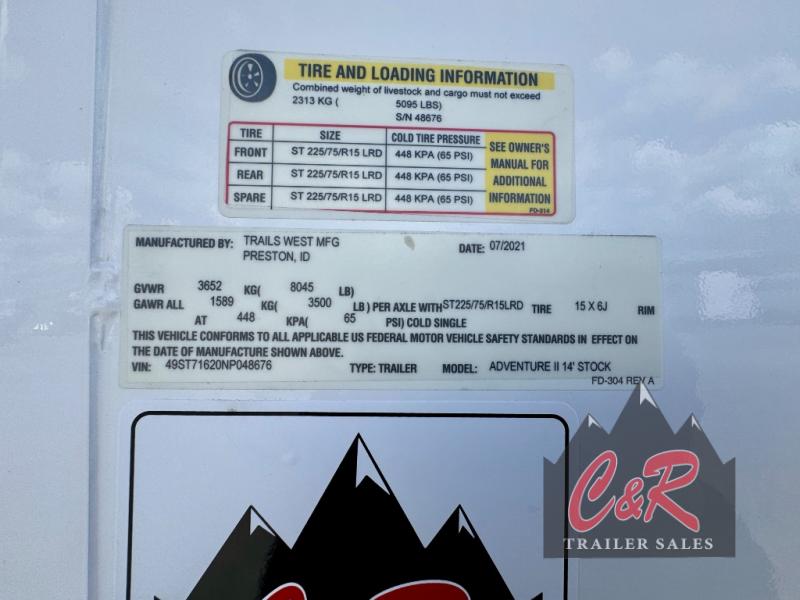 TIRE AND LOADING INFORMATION
Combined weight of livestock and cargo must not exceed
2313 KG ( 5095 LBS)
S/N 48676
TIRE SIZE COLD TIRE PRESSURE SEE OWNER'S MANUAL FOR ADDITIONAL INFORMATION
FRONT ST 225/75/R15 LRD 448 KPA (65 PSI)
REAR ST 225/75/R15 LRD 448 KPA (65 PSI)
SPARE ST 225/75/R15 LRD 448 KPA (65 PSI)
FD-314
MANUFACTURED BY: TRAILS WEST MFG DATE: 07/2021
PRESTON, ID
GVWR 3652 KG( 8045 LB)
GAWR ALL 1589 KG( 3500 LB) PER AXLE WITH ST225/75/R15LRD TIRE 15 X 6J RIM
AT 448 KPA( 65 PSI) COLD SINGLE
THIS VEHICLE CONFORMS TO ALL APPLICABLE US FEDERAL MOTOR VEHICLE SAFETY STANDARDS IN EFFECT ON
THE DATE OF MANUFACTURE SHOWN ABOVE.
VIN: 49ST71620NP048676 TYPE: TRAILER MODEL: ADVENTURE II 14' STOCK
FD-304 REV A
C&R
TRAILER SALES